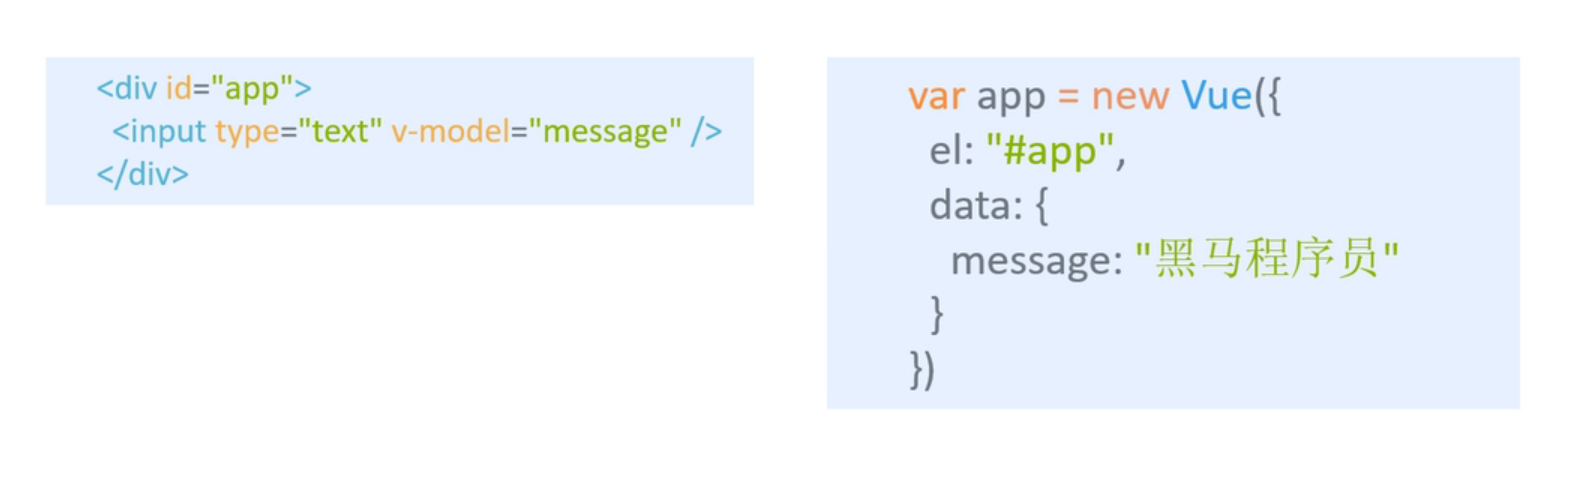 <div id="app">
<input type="text" v-model="message" />
</div>
var app = new Vue({
el: "#app",
data: {
message: "黑马程序员"
}
})